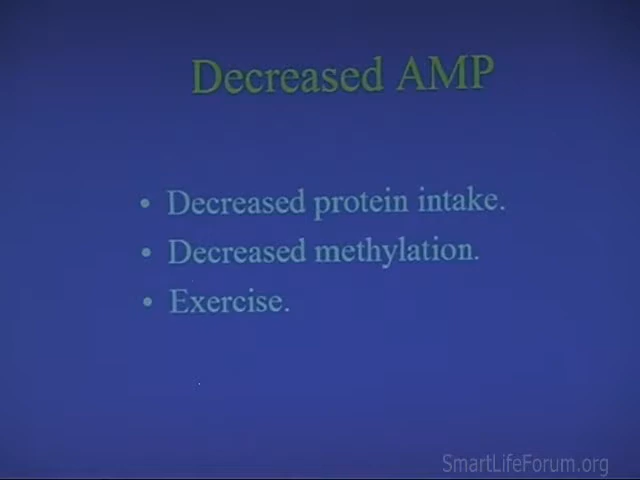 Decreased AMP
• Decreased protein intake.
• Decreased methylation.
• Exercise.
SmartLifeForum.org